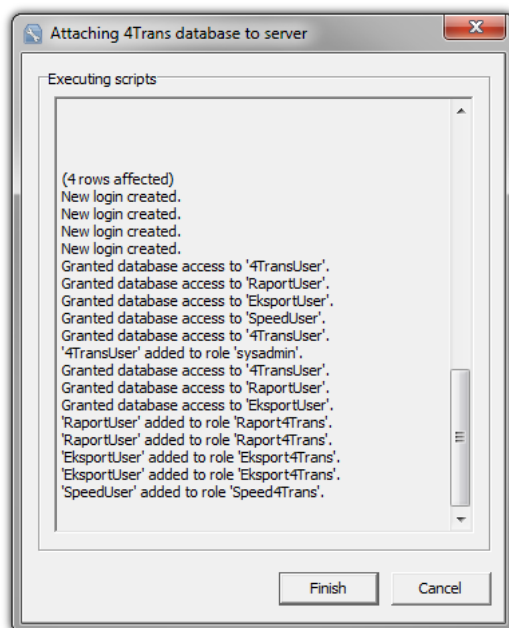 Attaching 4Trans database to server
Executing scripts
(4 rows affected)
New login created.
New login created.
New login created.
New login created.
Granted database access to '4TransUser'.
Granted database access to 'RaportUser'.
Granted database access to 'EksportUser'.
Granted database access to 'SpeedUser'.
Granted database access to '4TransUser'.
'4TransUser' added to role 'sysadmin'.
Granted database access to '4TransUser'.
Granted database access to 'RaportUser'.
Granted database access to 'EksportUser'.
'RaportUser' added to role 'Raport4Trans'.
'RaportUser' added to role 'Raport4Trans'.
'EksportUser' added to role 'Eksport4Trans'.
'EksportUser' added to role 'Eksport4Trans'.
'SpeedUser' added to role 'Speed4Trans'.
Finish
Cancel